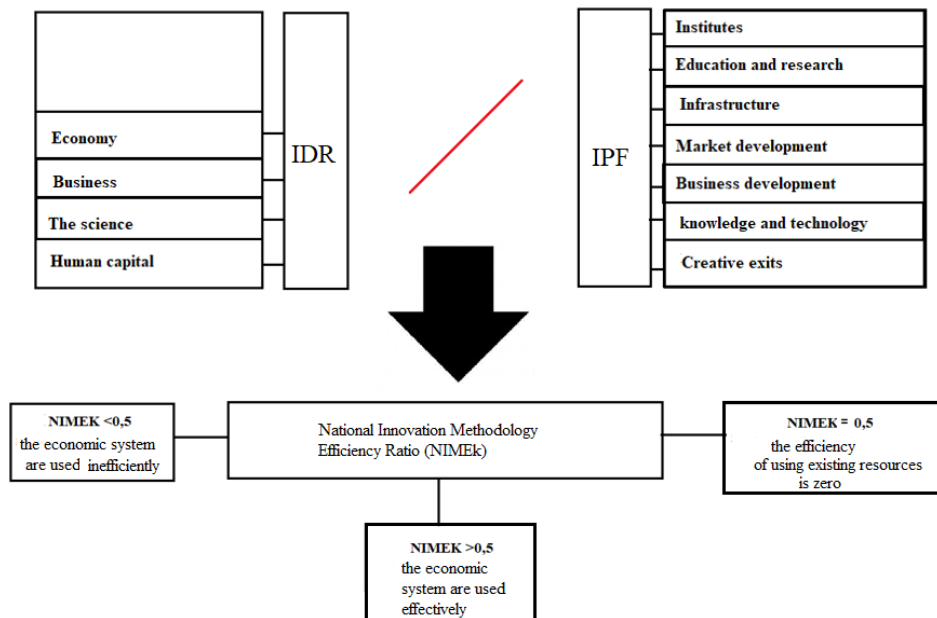 Economy
Business
The science
Human capital
IDR
IPF
Institutes
Education and research
Infrastructure
Market development
Business development
knowledge and technology
Creative exits
NIMEK <0,5
the economic system
are used inefficiently
National Innovation Methodology
Efficiency Ratio (NIMEk)
NIMEK = 0,5
the efficiency
of using existing resources
is zero
NIMEK >0,5
the economic
system are used
effectively